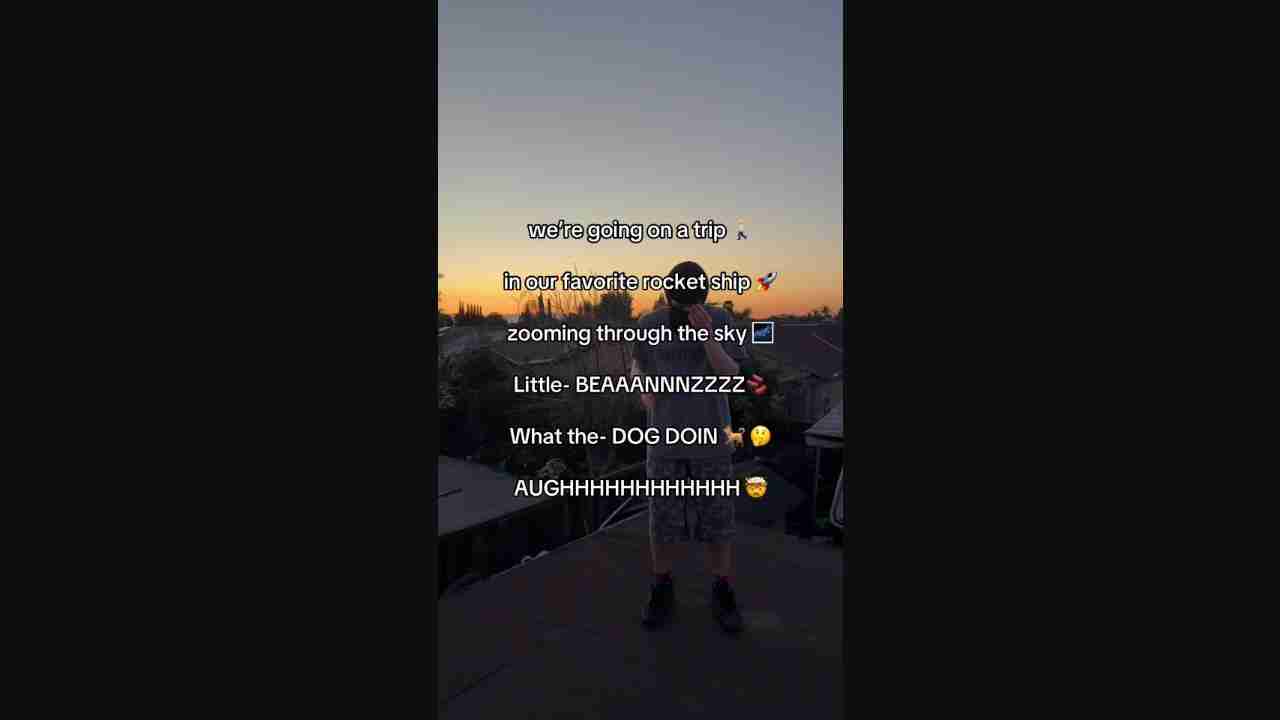 we're going on a trip 🚶
in our favorite rocket ship 🚀
zooming through the sky 🌌
Little- BEAAANNNZZZZ🫘
What the- DOG DOIN 🐕🤔
AUGHHHHHHHHHHHH 🤯